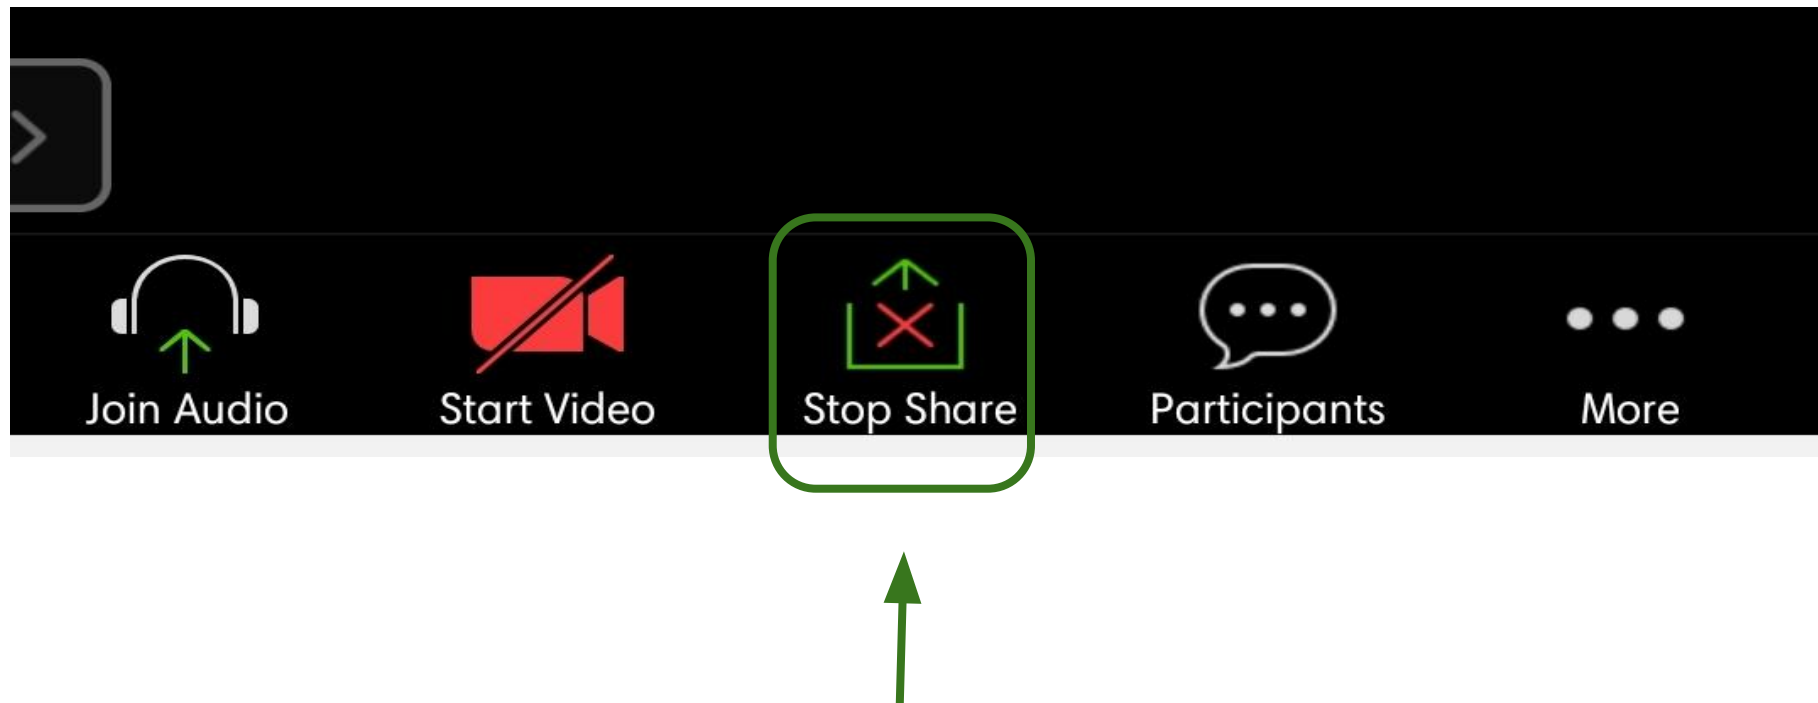 Join Audio
Start Video
Stop Share
Participants
More